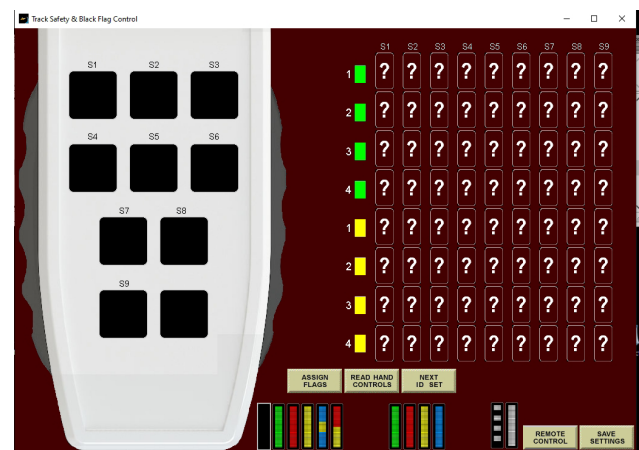 Track Safety & Black Flag Control
S1 S2 S3
S4 S5 S6
S7 S8
S9
S1 S2 S3 S4 S5 S6 S7 S8 S9
1 ? ? ? ? ? ? ? ? ?
2 ? ? ? ? ? ? ? ? ?
3 ? ? ? ? ? ? ? ? ?
4 ? ? ? ? ? ? ? ? ?
1 ? ? ? ? ? ? ? ? ?
2 ? ? ? ? ? ? ? ? ?
3 ? ? ? ? ? ? ? ? ?
4 ? ? ? ? ? ? ? ? ?
ASSIGN
FLAGS
READ HAND
CONTROLS
NEXT
ID SET
REMOTE
CONTROL
SAVE
SETTINGS